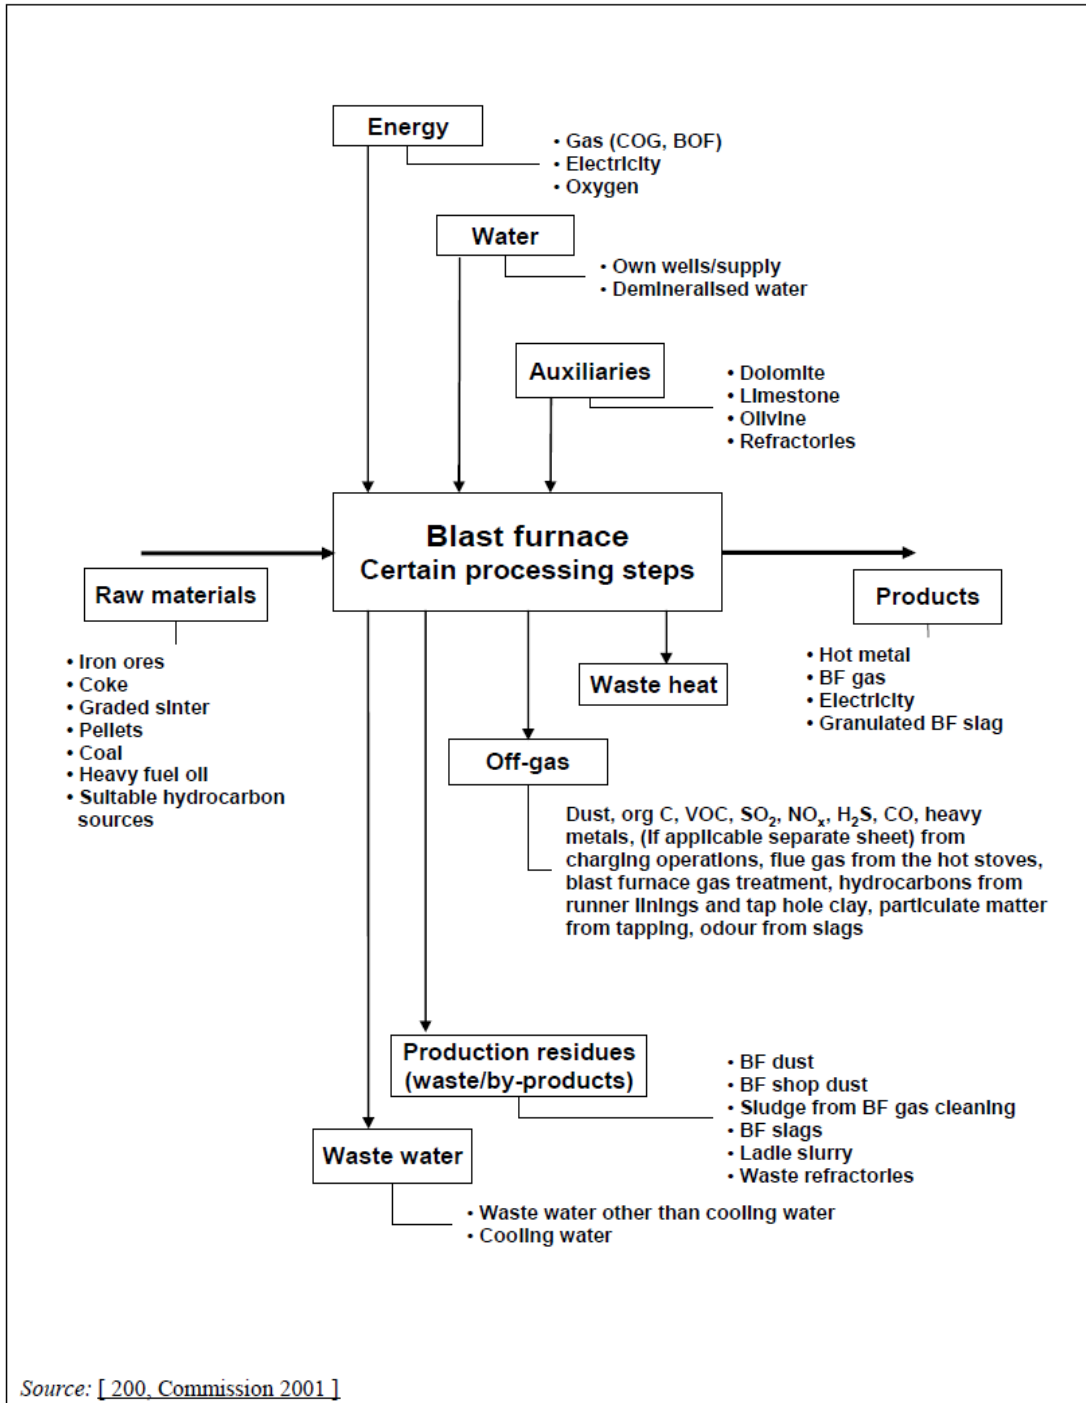 Energy
• Gas (COG, BOF)
• Electricity
• Oxygen
Water
• Own wells/supply
• Demineralised water
Auxiliaries
• Dolomite
• Limestone
• Olivine
• Refractories
Blast furnace
Certain processing steps
Raw materials
• Iron ores
• Coke
• Graded sinter
• Pellets
• Coal
• Heavy fuel oil
• Suitable hydrocarbon
sources
Products
• Hot metal
• BF gas
• Electricity
• Granulated BF slag
Waste heat
Off-gas
Dust, org C, VOC, SO₂, NOₓ, H₂S, CO, heavy
metals, (if applicable separate sheet) from
charging operations, flue gas from the hot stoves,
blast furnace gas treatment, hydrocarbons from
runner linings and tap hole clay, particulate matter
from tapping, odour from slags
Production residues
(waste/by-products)
• BF dust
• BF shop dust
• Sludge from BF gas cleaning
• BF slags
• Ladle slurry
• Waste refractories
Waste water
• Waste water other than cooling water
• Cooling water
Source: [ 200, Commission 2001 ]